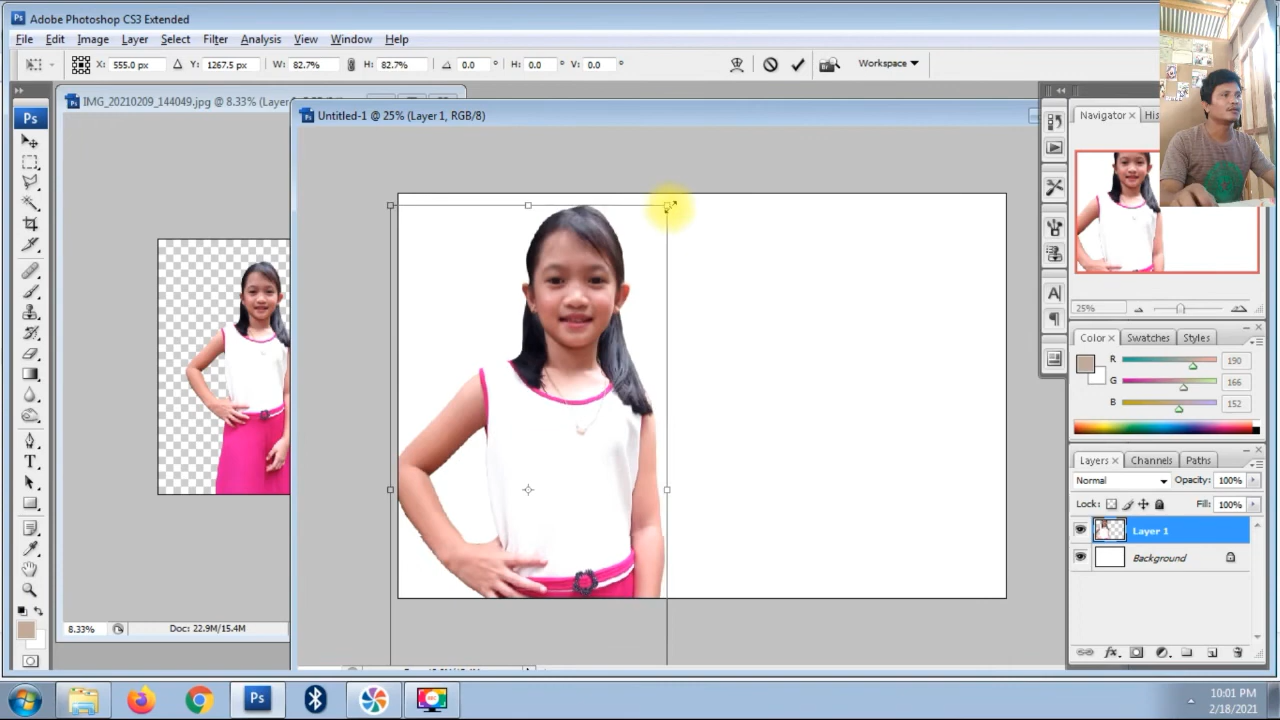 Ps Adobe Photoshop CS3 Extended
File Edit Image Layer Select Filter Analysis View Window Help
X: 555.0 px Y: 1267.5 px W: 82.7% H: 82.7% 0.0 ° H: 0.0 ° V: 0.0 ° Workspace
IMG_20210209_144049.jpg @ 8.33% (Layer
Untitled-1 @ 25% (Layer 1, RGB/8)
Ps
Navigator x His
25%
Color x Swatches Styles
R 190
G 166
B 152
Layers x Channels Paths
Normal Opacity: 100%
Lock: Fill: 100%
Layer 1
Background
8.33% Doc: 22.9M/15.4M
Ps
10:01 PM
2/18/2021